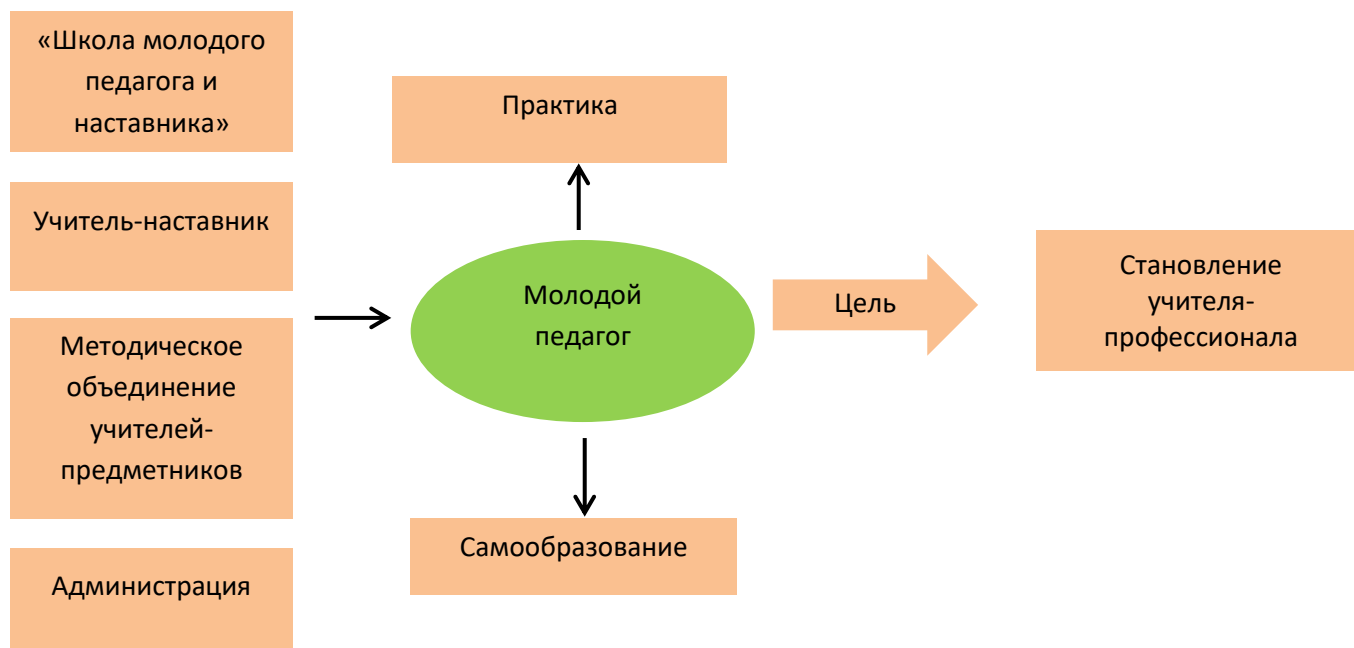 «Школа молодого
педагога и
наставника»
Учитель-наставник
Методическое
объединение
учителей-
предметников
Администрация
Практика
Молодой
педагог
Самообразование
Цель
Становление
учителя-
профессионала